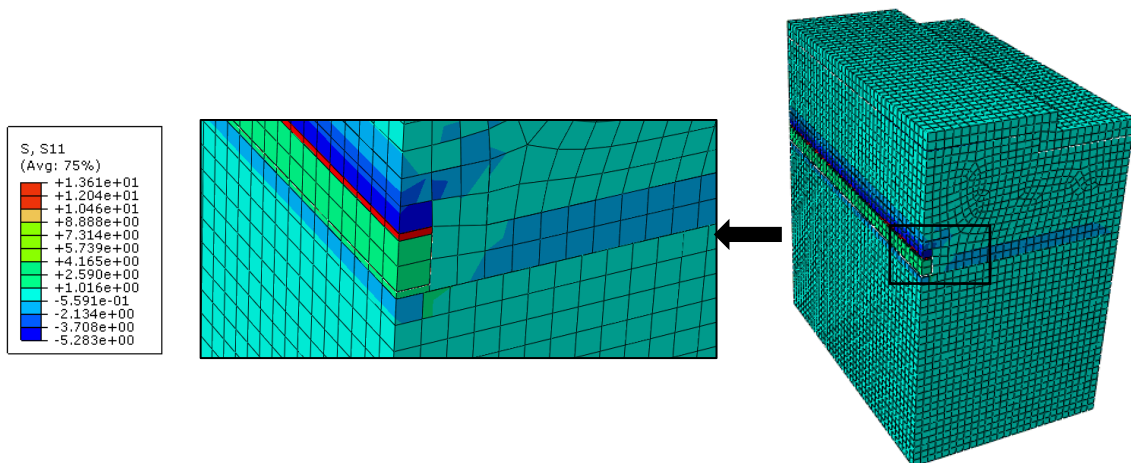 S, S11
(Avg: 75%)
+1.361e+01
+1.204e+01
+1.046e+01
+8.888e+00
+7.314e+00
+5.739e+00
+4.165e+00
+2.590e+00
+1.016e+00
-5.591e-01
-2.134e+00
-3.708e+00
-5.283e+00